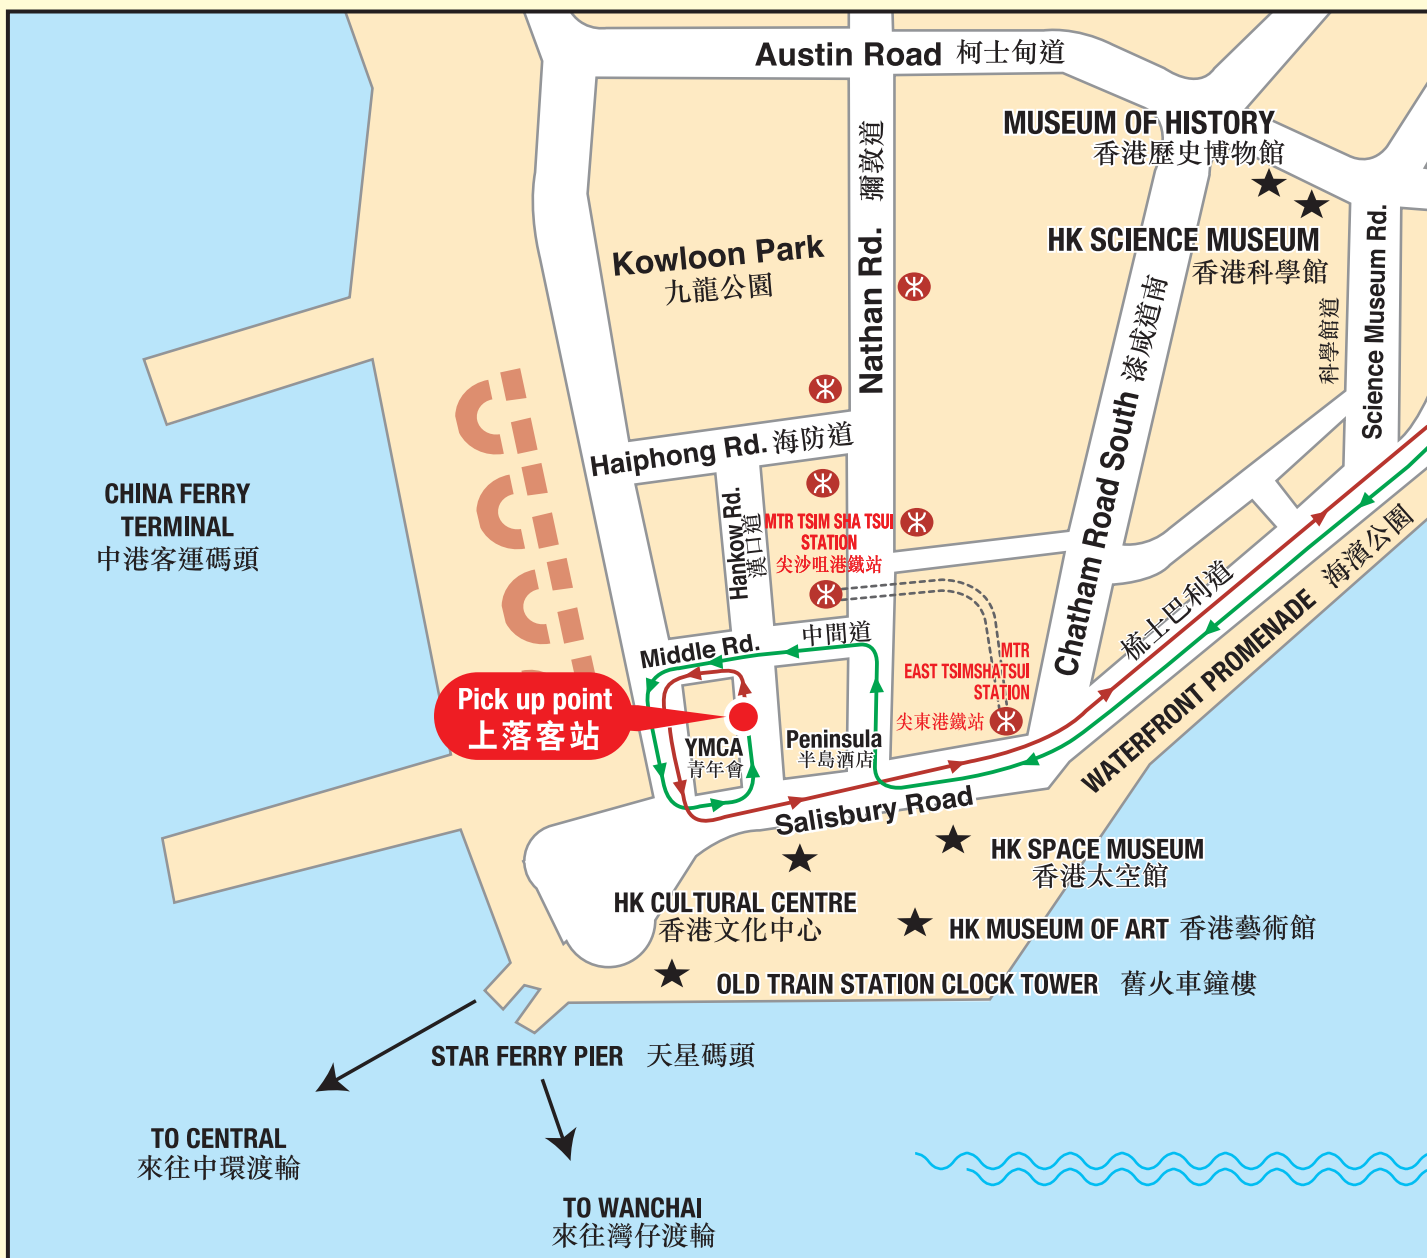 Austin Road 柯士甸道
MUSEUM OF HISTORY
香港歷史博物館
彌敦道
Nathan Rd.
Kowloon Park
九龍公園
HK SCIENCE MUSEUM
香港科學館
Science Museum Rd.
科學館道
Chatham Road South 漆咸道南
Haiphong Rd. 海防道
Hankow Rd.
漢口道
MTR TSIM SHA TSUI
STATION
尖沙咀港鐵站
CHINA FERRY
TERMINAL
中港客運碼頭
Middle Rd. 中間道
MTR
EAST TSIMSHATSUI
STATION
尖東港鐵站
梳士巴利道
WATERFRONT PROMENADE 海濱公園
Pick up point
上落客站
YMCA
青年會
Peninsula
半島酒店
Salisbury Road
HK SPACE MUSEUM
香港太空館
HK CULTURAL CENTRE
香港文化中心
HK MUSEUM OF ART 香港藝術館
OLD TRAIN STATION CLOCK TOWER 舊火車鐘樓
STAR FERRY PIER 天星碼頭
TO CENTRAL
來往中環渡輪
TO WANCHAI
來往灣仔渡輪